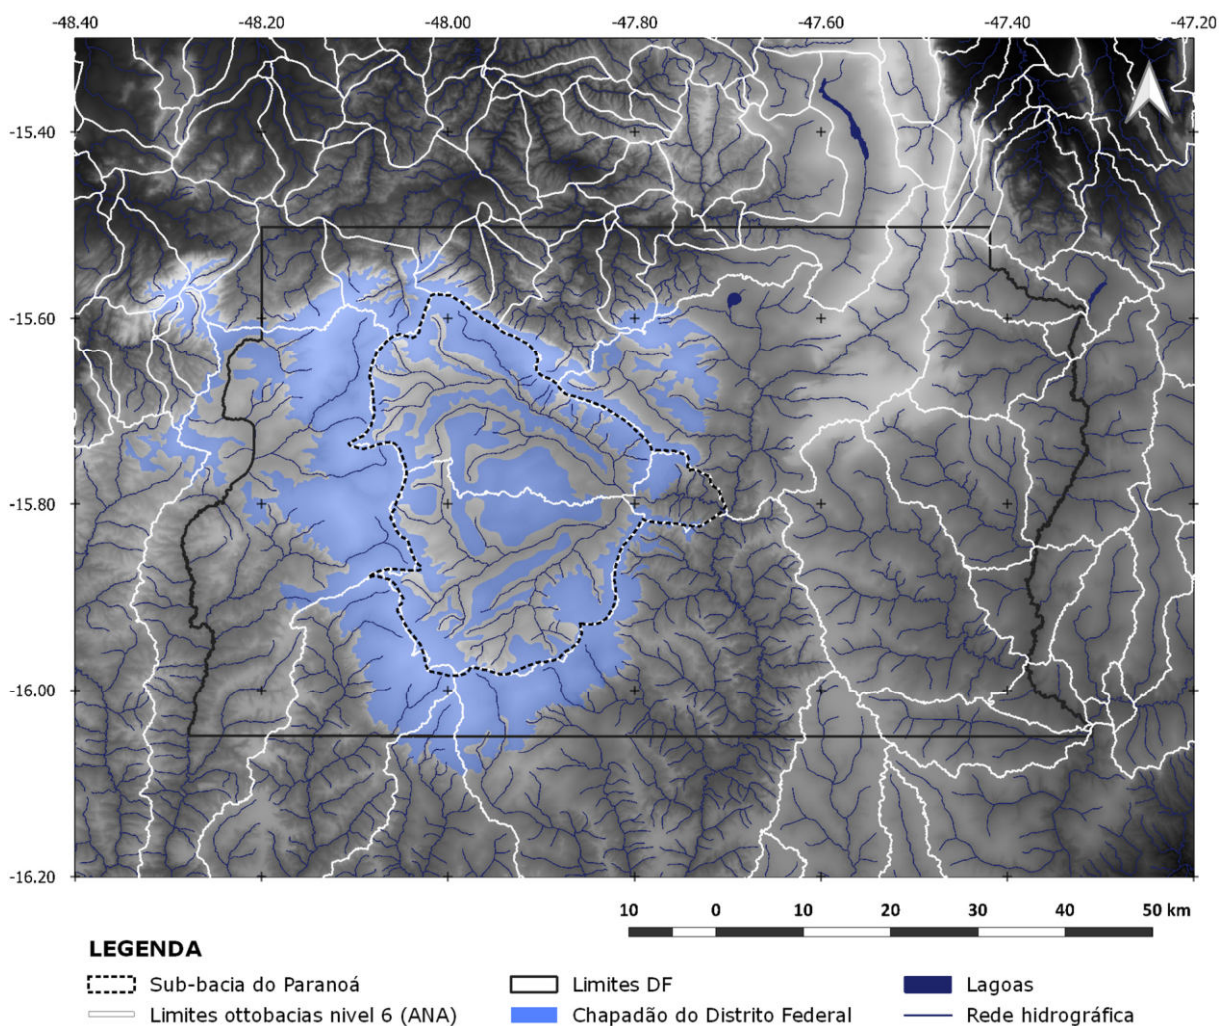 -48.40 -48.20 -48.00 -47.80 -47.60 -47.40 -47.20
-15.40
-15.60
-15.80
-16.00
-16.20
10 0 10 20 30 40 50 km
LEGENDA
Sub-bacia do Paranoá Limites DF Lagoas
Limites ottobacias nivel 6 (ANA) Chapadão do Distrito Federal Rede hidrográfica